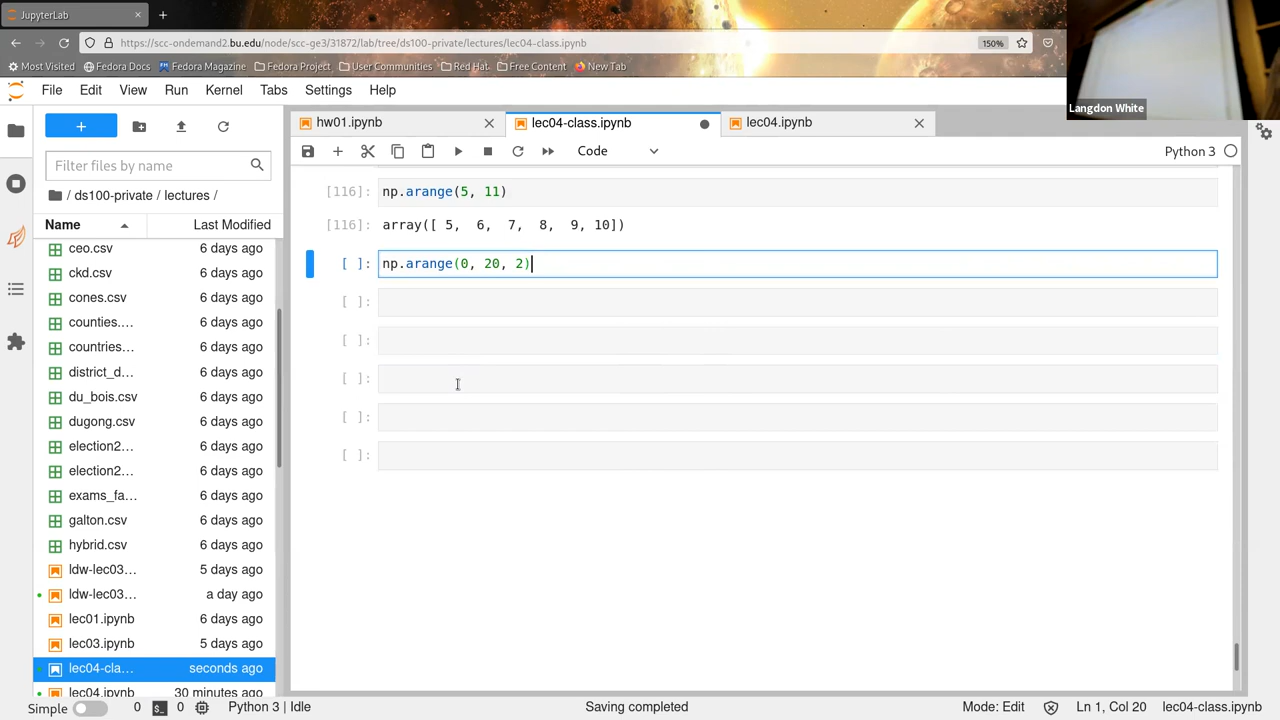 JupyterLab
https://scc-ondemand2.bu.edu/node/scc-ge3/31872/lab/tree/ds100-private/lectures/lec04-class.ipynb
150%
Most Visited
Fedora Docs
Fedora Magazine
Fedora Project
User Communities
Red Hat
Free Content
New Tab
Langdon White
File Edit View Run Kernel Tabs Settings Help
hw01.ipynb
lec04-class.ipynb
lec04.ipynb
Filter files by name
/ ds100-private / lectures /
Name Last Modified
ceo.csv 6 days ago
ckd.csv 6 days ago
cones.csv 6 days ago
counties.... 6 days ago
countries... 6 days ago
district_d... 6 days ago
du_bois.csv 6 days ago
dugong.csv 6 days ago
election2... 6 days ago
election2... 6 days ago
exams_fa... 6 days ago
galton.csv 6 days ago
hybrid.csv 6 days ago
ldw-lec03... 5 days ago
ldw-lec03... a day ago
lec01.ipynb 6 days ago
lec03.ipynb 5 days ago
lec04-cla... seconds ago
lec04.ipynb 30 minutes ago
Code
Python 3
[116]: np.arange(5, 11)
[116]: array([ 5, 6, 7, 8, 9, 10])
[ ]: np.arange(0, 20, 2)
[ ]:
[ ]:
[ ]:
[ ]:
[ ]:
Simple 0 $_ 0 Python 3 | Idle Saving completed Mode: Edit Ln 1, Col 20 lec04-class.ipynb